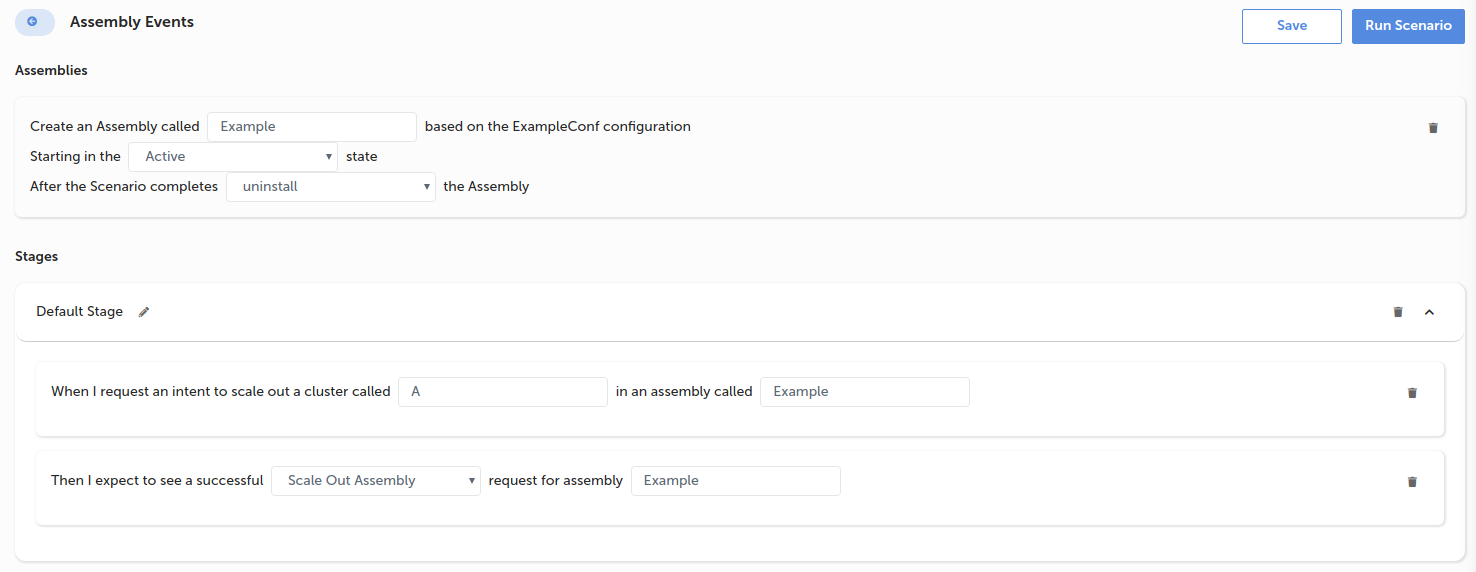 Assembly Events
Save
Run Scenario
Assemblies
Create an Assembly called Example based on the ExampleConf configuration
Starting in the Active state
After the Scenario completes uninstall the Assembly
Stages
Default Stage
When I request an intent to scale out a cluster called A in an assembly called Example
Then I expect to see a successful Scale Out Assembly request for assembly Example